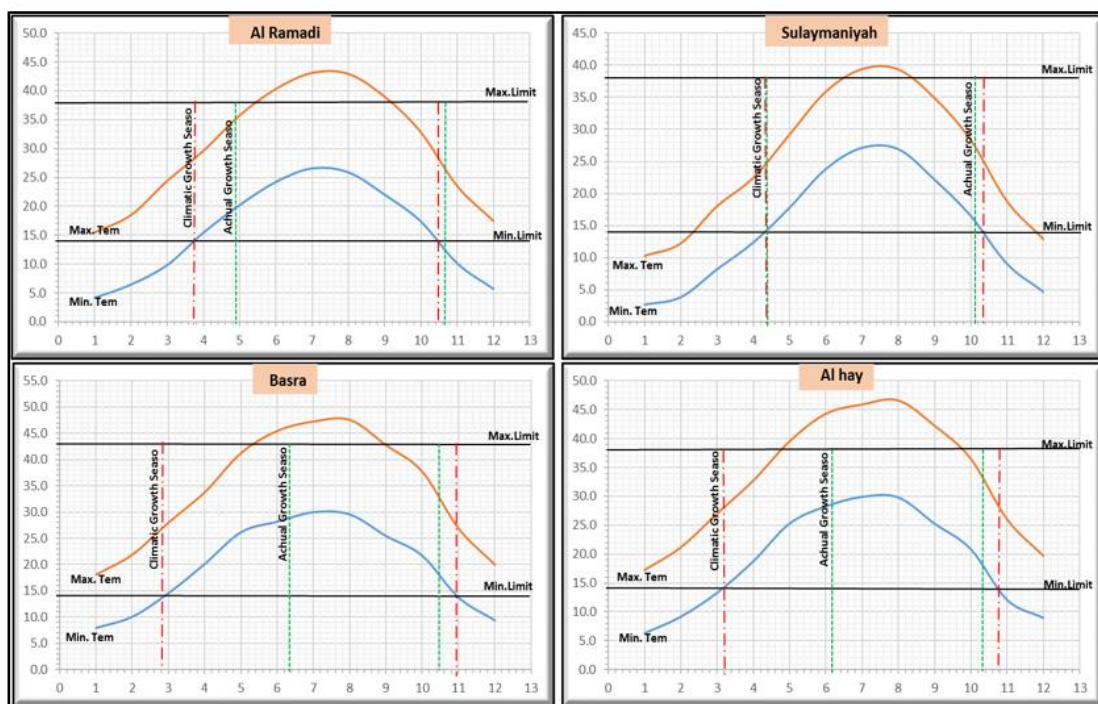 Al Ramadi
50.0
45.0
40.0
35.0
30.0
25.0
20.0
15.0
10.0
5.0
0.0
Max.Limit
Climatic Growth Seaso
Achual Growth Seaso
Min.Limit
Max. Tem
Min. Tem
0 1 2 3 4 5 6 7 8 9 10 11 12 13
Sulaymaniyah
45.0
40.0
35.0
30.0
25.0
20.0
15.0
10.0
5.0
0.0
Max.Limit
Climatic Growth Seaso
Achual Growth Seaso
Min.Limit
Max. Tem
Min. Tem
0 1 2 3 4 5 6 7 8 9 10 11 12 13
Basra
55.0
50.0
45.0
40.0
35.0
30.0
25.0
20.0
15.0
10.0
5.0
0.0
Max.Limit
Climatic Growth Seaso
Achual Growth Seaso
Min.Limit
Max. Tem
Min. Tem
0 1 2 3 4 5 6 7 8 9 10 11 12 13
Al hay
50.0
45.0
40.0
35.0
30.0
25.0
20.0
15.0
10.0
5.0
0.0
Max.Limit
Climatic Growth Seaso
Achual Growth Seaso
Min.Limit
Max. Tem
Min. Tem
0 1 2 3 4 5 6 7 8 9 10 11 12 13